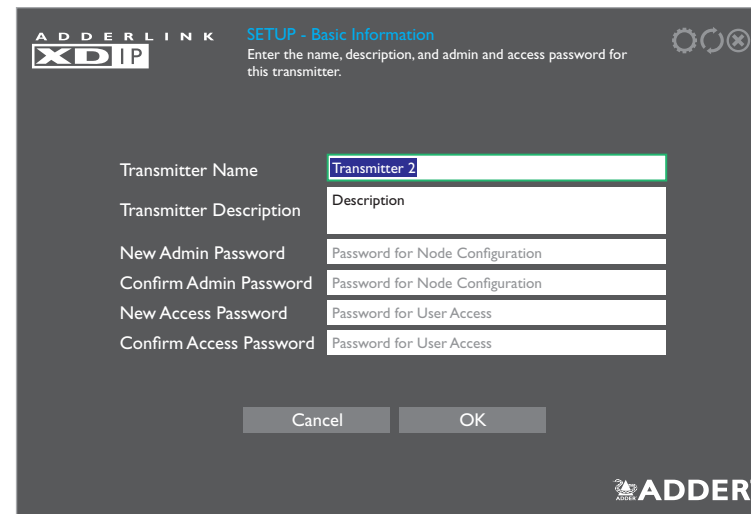 ADDERLINK
XDIP
SETUP - Basic Information
Enter the name, description, and admin and access password for
this transmitter.
Transmitter Name
Transmitter 2
Transmitter Description
Description
New Admin Password
Password for Node Configuration
Confirm Admin Password
Password for Node Configuration
New Access Password
Password for User Access
Confirm Access Password
Password for User Access
Cancel
OK
ADDER
ADDER